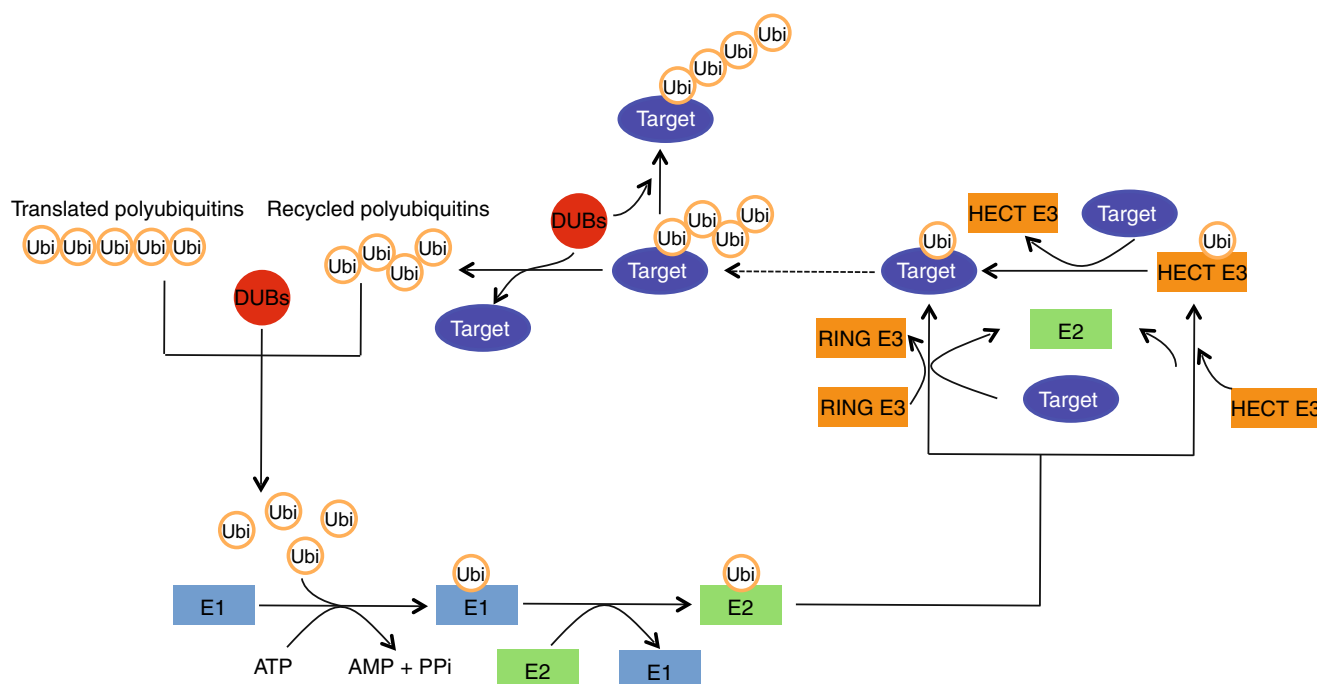 Ubi
Ubi
Ubi
Ubi
Target
Translated polyubiquitins
Recycled polyubiquitins
Ubi Ubi Ubi Ubi Ubi
Ubi Ubi Ubi Ubi
DUBs
DUBs
Target
Ubi Ubi Ubi Ubi
Target
Ubi
Target
HECT E3
Target
Ubi
HECT E3
RING E3
RING E3
E2
Target
HECT E3
Ubi
Ubi
Ubi
Ubi
E1
ATP
AMP + PPi
Ubi
E1
E2
E1
Ubi
E2